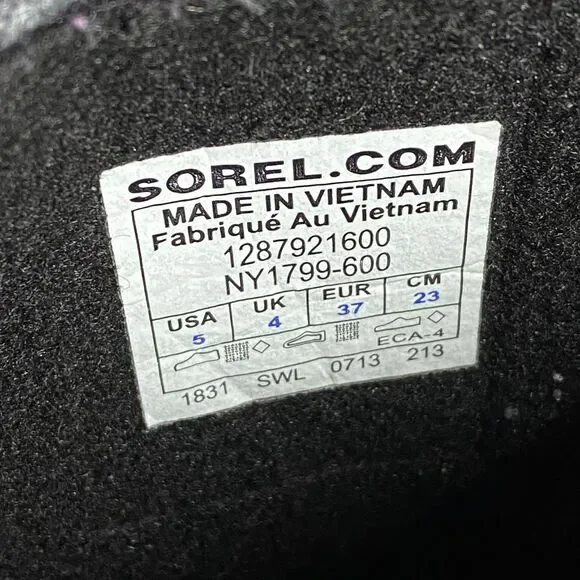 SOREL.COM
MADE IN VIETNAM
Fabriqué Au Vietnam
1287921600
NY1799-600
USA UK EUR CM
5 4 37 23
ECA-4
1831 SWL 0713 213